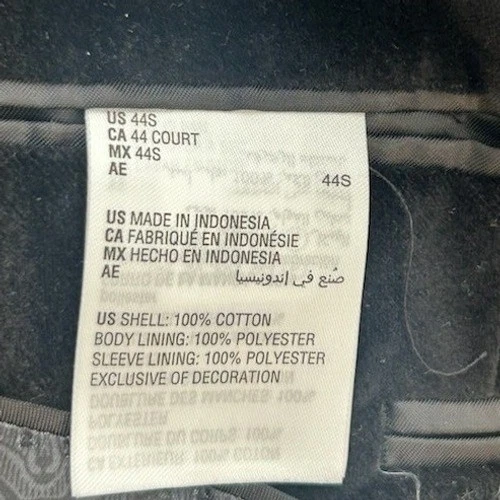 US 44S
CA 44 COURT
MX 44S
AE 44S
US MADE IN INDONESIA
CA FABRIQUÉ EN INDONÉSIE
MX HECHO EN INDONESIA
AE صُنع في إندونيسيا
US SHELL: 100% COTTON
BODY LINING: 100% POLYESTER
SLEEVE LINING: 100% POLYESTER
EXCLUSIVE OF DECORATION